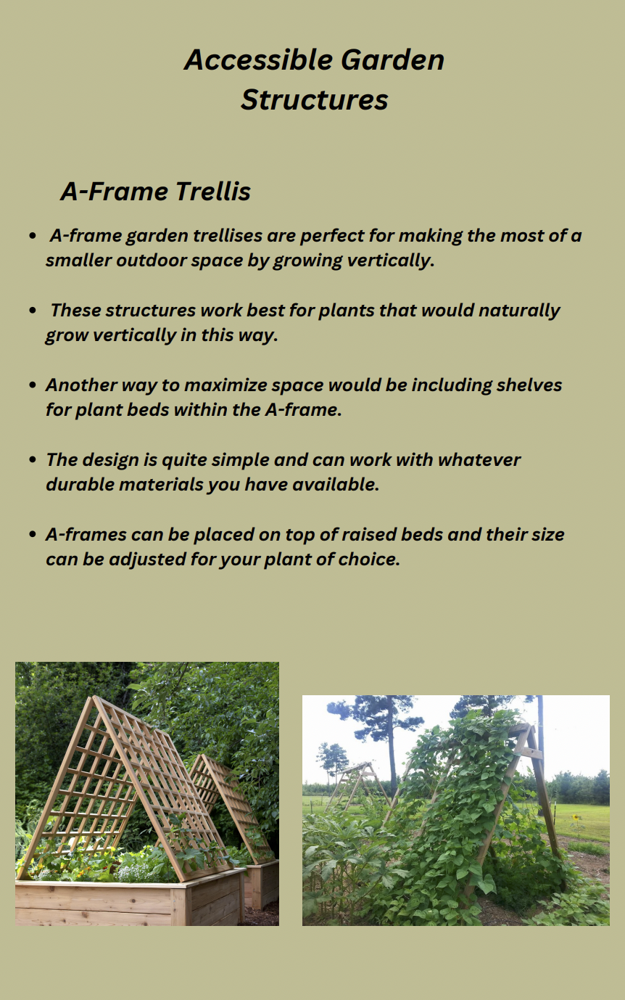 Accessible Garden
Structures
A-Frame Trellis
• A-frame garden trellises are perfect for making the most of a
smaller outdoor space by growing vertically.
• These structures work best for plants that would naturally
grow vertically in this way.
• Another way to maximize space would be including shelves
for plant beds within the A-frame.
• The design is quite simple and can work with whatever
durable materials you have available.
• A-frames can be placed on top of raised beds and their size
can be adjusted for your plant of choice.